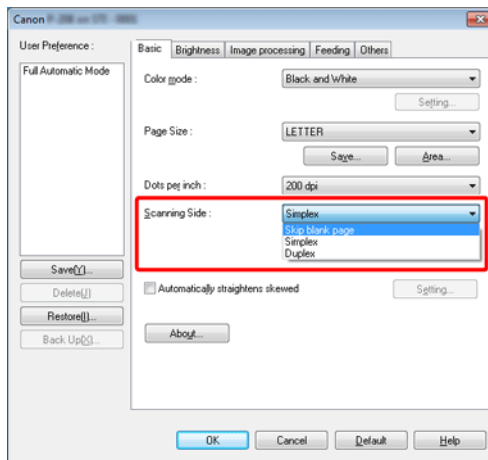 Canon
User Preference :
Full Automatic Mode
Save(Y)...
Delete(J)
Restore(I)...
Back Up(X)...
Basic Brightness Image processing Feeding Others
Color mode : Black and White
Setting...
Page Size : LETTER
Save... Area...
Dots per inch : 200 dpi
Scanning Side : Simplex
Skip blank page
Simplex
Duplex
Automatically straightens skewed Setting...
About...
OK Cancel Default Help